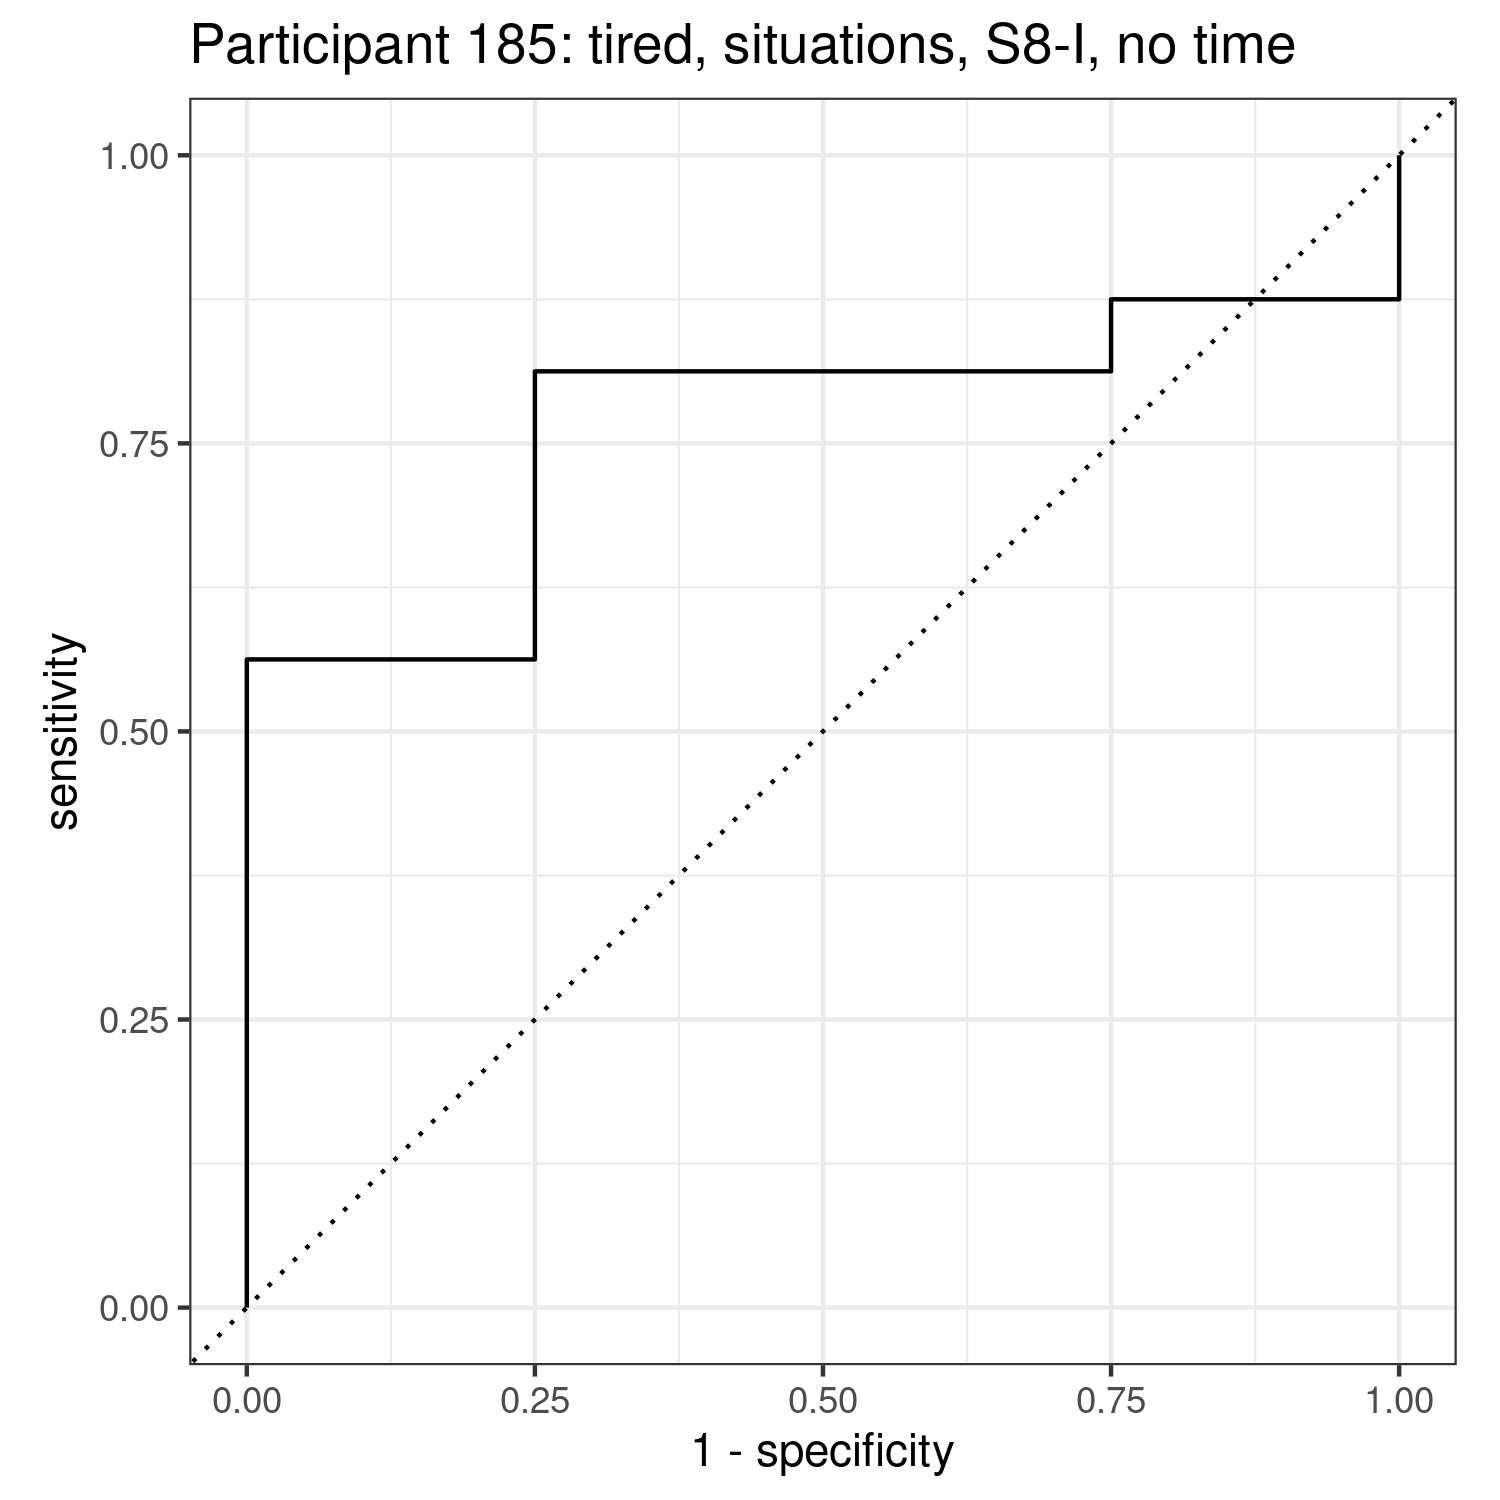 Participant 185: tired, situations, S8-I, no time
1.00
0.75
0.50
0.25
0.00
sensitivity
0.00 0.25 0.50 0.75 1.00
1 - specificity